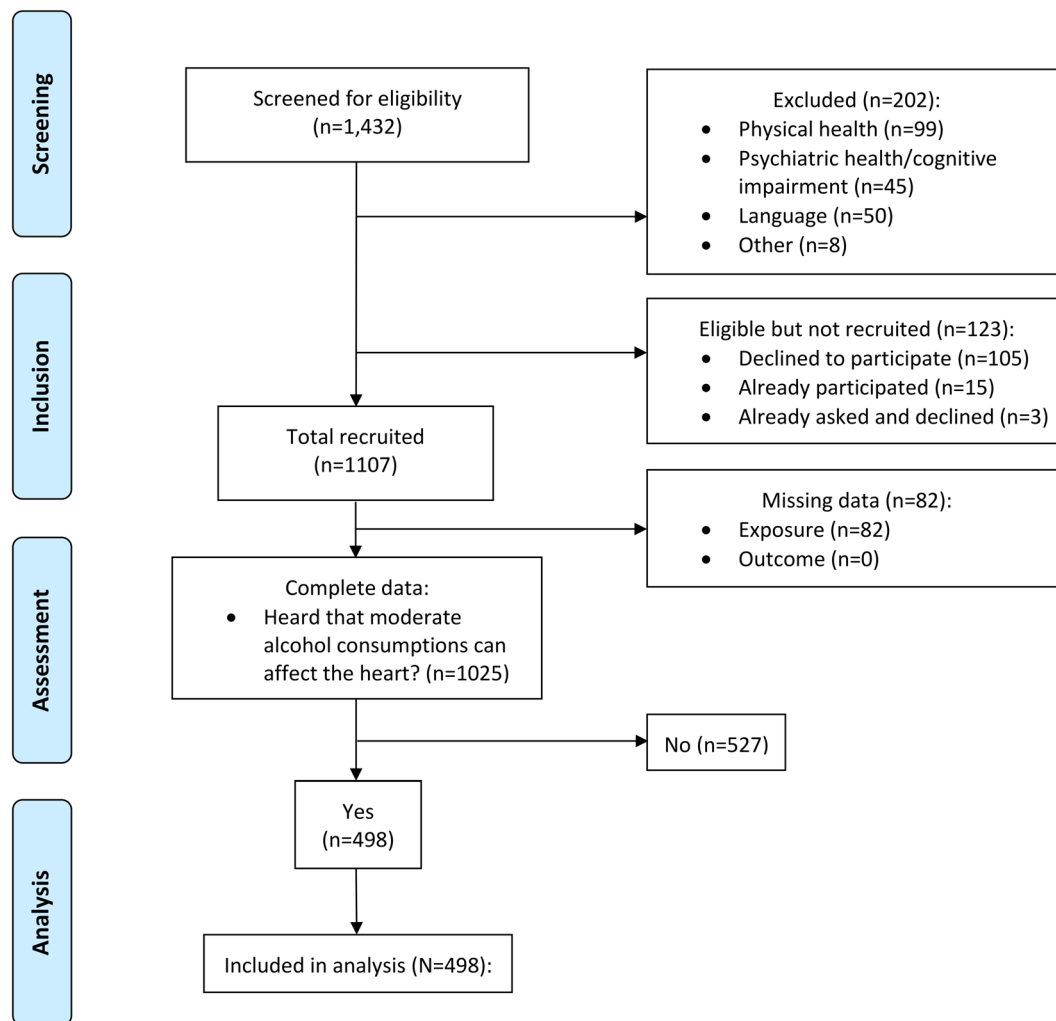 Screening
Screened for eligibility
(n=1,432)
Excluded (n=202):
• Physical health (n=99)
• Psychiatric health/cognitive
impairment (n=45)
• Language (n=50)
• Other (n=8)
Inclusion
Eligible but not recruited (n=123):
• Declined to participate (n=105)
• Already participated (n=15)
• Already asked and declined (n=3)
Total recruited
(n=1107)
Missing data (n=82):
• Exposure (n=82)
• Outcome (n=0)
Assessment
Complete data:
• Heard that moderate
alcohol consumptions can
affect the heart? (n=1025)
No (n=527)
Yes
(n=498)
Analysis
Included in analysis (N=498):